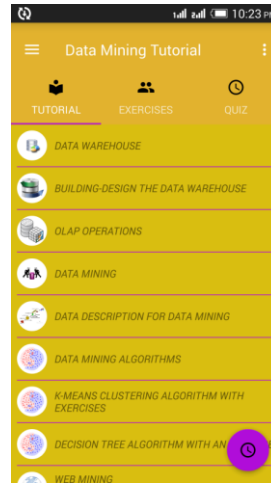 10:23 PM
Data Mining Tutorial
TUTORIAL EXERCISES QUIZ
DATA WAREHOUSE
BUILDING-DESIGN THE DATA WAREHOUSE
OLAP OPERATIONS
DATA MINING
DATA DESCRIPTION FOR DATA MINING
DATA MINING ALGORITHMS
K-MEANS CLUSTERING ALGORITHM WITH
EXERCISES
DECISION TREE ALGORITHM WITH AN
WEB MINING